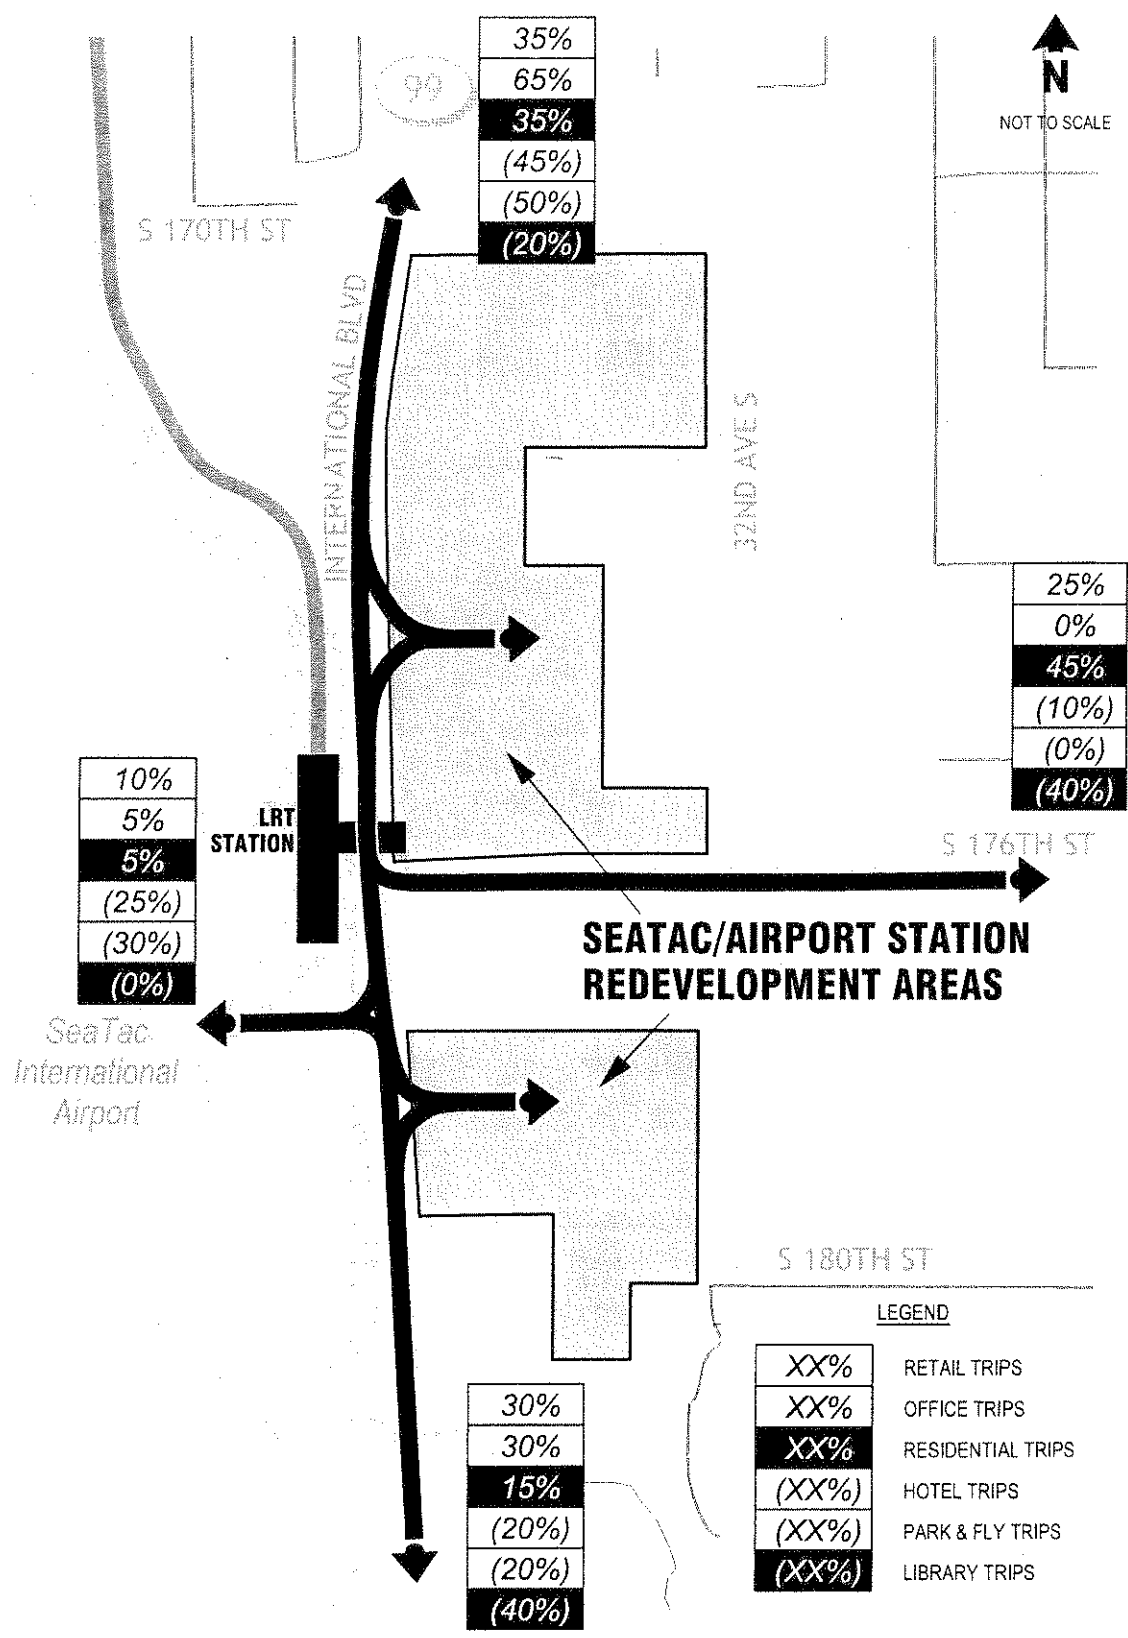 35%
65%
35%
(45%)
(50%)
(20%)
99
N
NOT TO SCALE
S 170TH ST
INTERNATIONAL BLVD
32ND AVE S
25%
0%
45%
(10%)
(0%)
(40%)
10%
5%
5%
(25%)
(30%)
(0%)
LRT
STATION
S 176TH ST
SEATAC/AIRPORT STATION
REDEVELOPMENT AREAS
SeaTac
International
Airport
S 180TH ST
30%
30%
15%
(20%)
(20%)
(40%)
LEGEND
XX% RETAIL TRIPS
XX% OFFICE TRIPS
XX% RESIDENTIAL TRIPS
(XX%) HOTEL TRIPS
(XX%) PARK & FLY TRIPS
(XX%) LIBRARY TRIPS